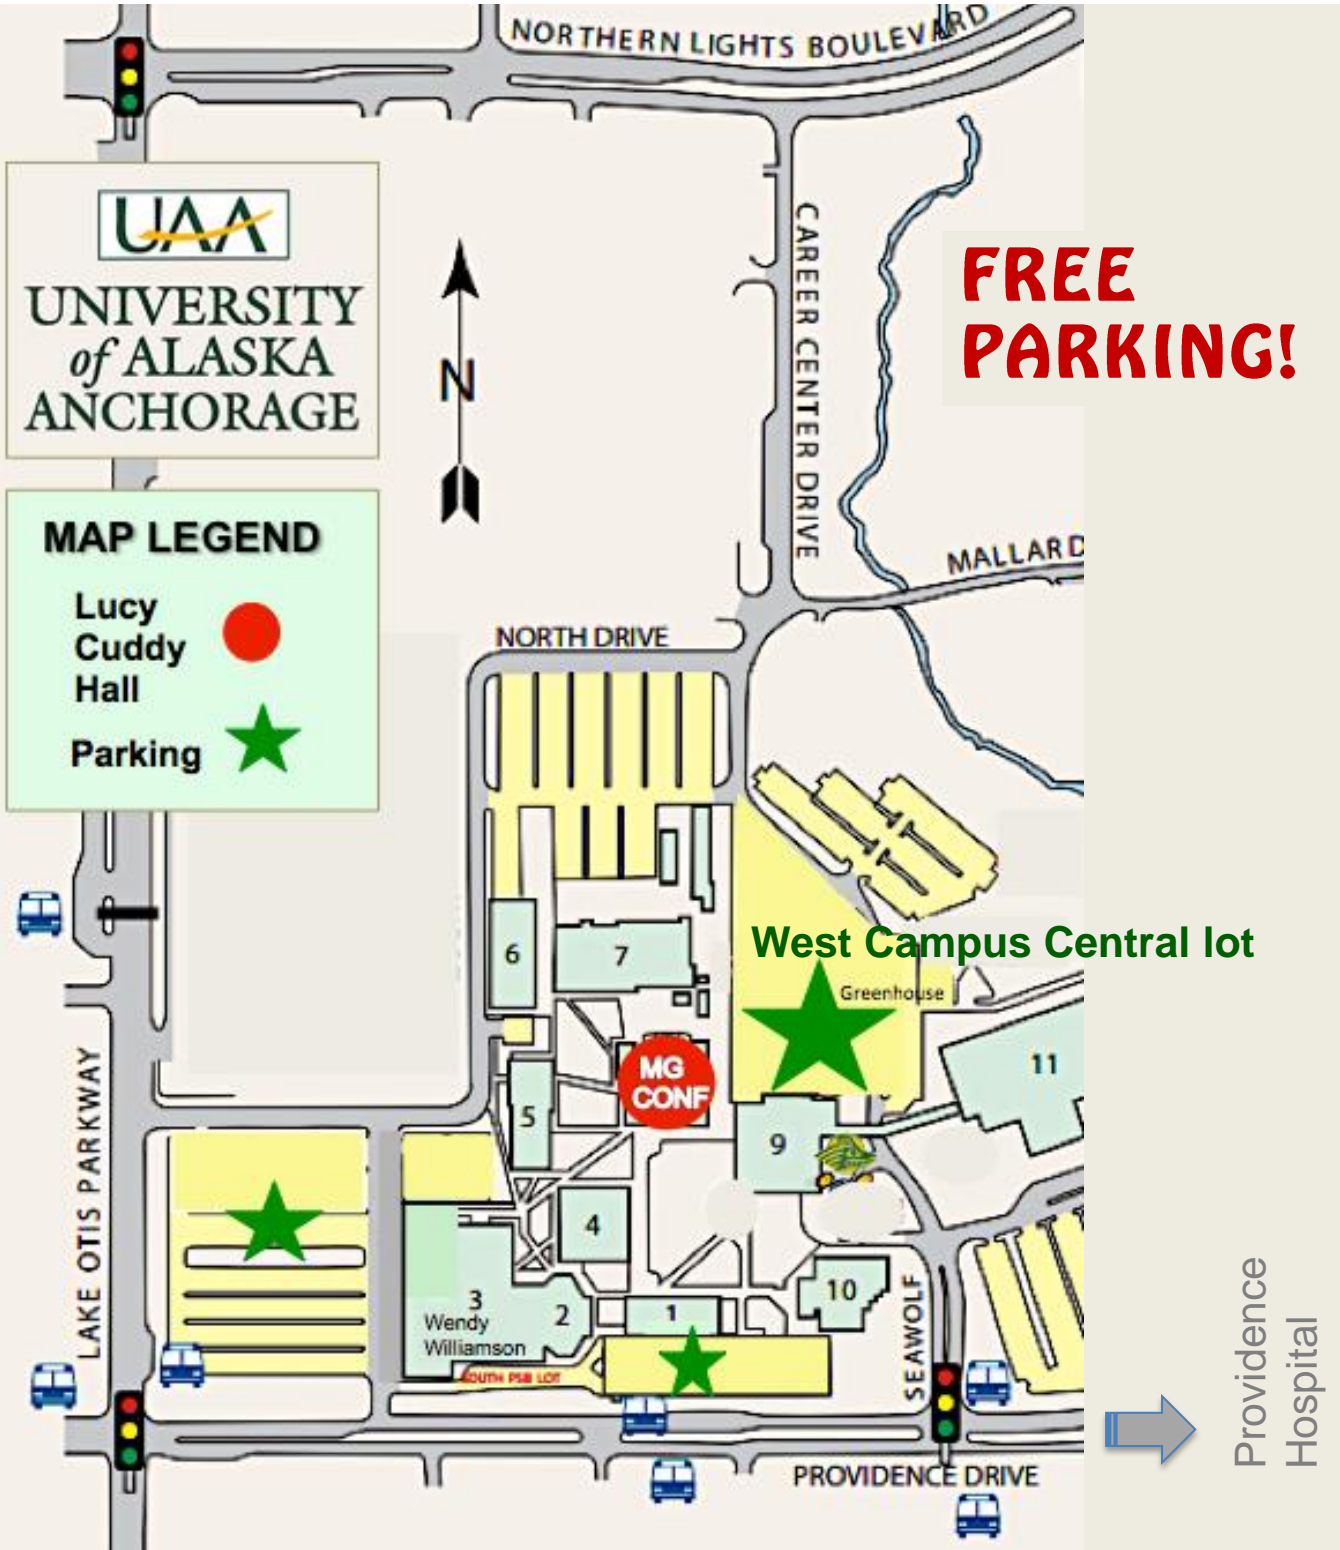 NORTHERN LIGHTS BOULEVARD
UAA
UNIVERSITY
of ALASKA
ANCHORAGE
N
CAREER CENTER DRIVE
FREE
PARKING!
MAP LEGEND
Lucy
Cuddy
Hall
Parking
MALLARD
NORTH DRIVE
6
7
West Campus Central lot
Greenhouse
MG
CONF
11
5
9
LAKE OTIS PARKWAY
4
10
3
2
1
Wendy
Williamson
SOUTH PSB LOT
SEAWOLF
Providence
Hospital
PROVIDENCE DRIVE